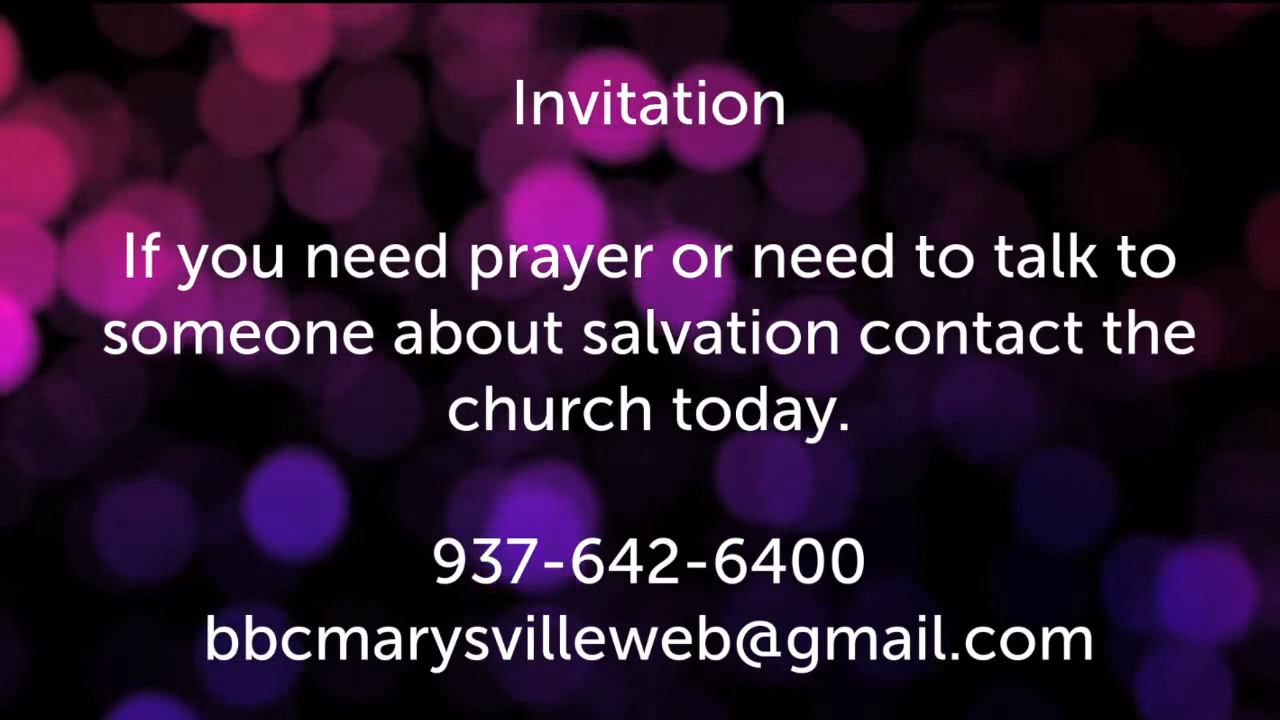 Invitation
If you need prayer or need to talk to
someone about salvation contact the
church today.
937-642-6400
bbcmarysvilleweb@gmail.com